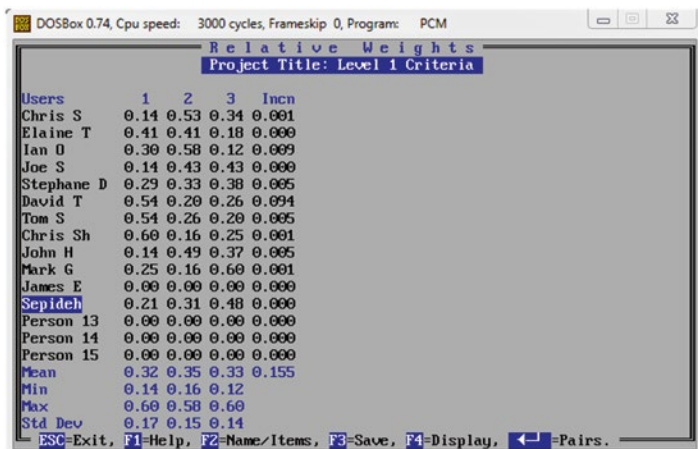 DOSBox 0.74, Cpu speed: 3000 cycles, Frameskip 0, Program: PCM
Relative Weights
Project Title: Level 1 Criteria
Users 1 2 3 Incn
Chris S 0.14 0.53 0.34 0.001
Elaine T 0.41 0.41 0.18 0.000
Ian O 0.30 0.58 0.12 0.009
Joe S 0.14 0.43 0.43 0.000
Stephane D 0.29 0.33 0.38 0.005
David T 0.54 0.20 0.26 0.094
Tom S 0.54 0.26 0.20 0.005
Chris Sh 0.60 0.16 0.25 0.001
John H 0.14 0.49 0.37 0.005
Mark G 0.25 0.16 0.60 0.001
James E 0.00 0.00 0.00 0.000
Sepideh 0.21 0.31 0.48 0.000
Person 13 0.00 0.00 0.00 0.000
Person 14 0.00 0.00 0.00 0.000
Person 15 0.00 0.00 0.00 0.000
Mean 0.32 0.35 0.33 0.155
Min 0.14 0.16 0.12
Max 0.60 0.58 0.60
Std Dev 0.17 0.15 0.14
ESC=Exit, F1=Help, F2=Name/Items, F3=Save, F4=Display, ◄─┘=Pairs.